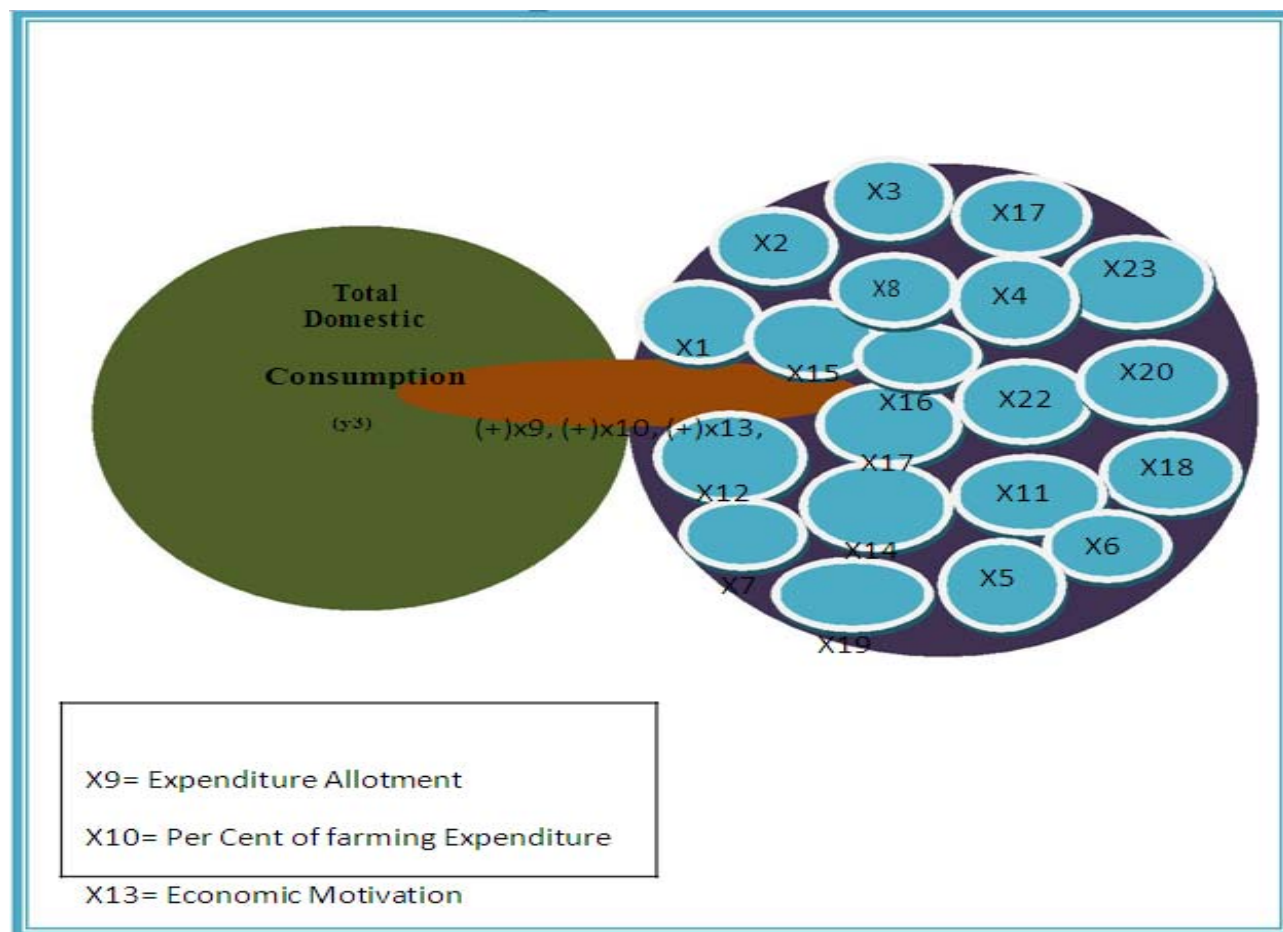 Total
Domestic
Consumption
(y3)
(+)x9, (+)x10, (+)x13,
X3
X17
X2
X23
X8
X4
X1
X15
X20
X16
X22
X17
X12
X11
X18
X14
X6
X7
X5
X19
X9= Expenditure Allotment
X10= Per Cent of farming Expenditure
X13= Economic Motivation